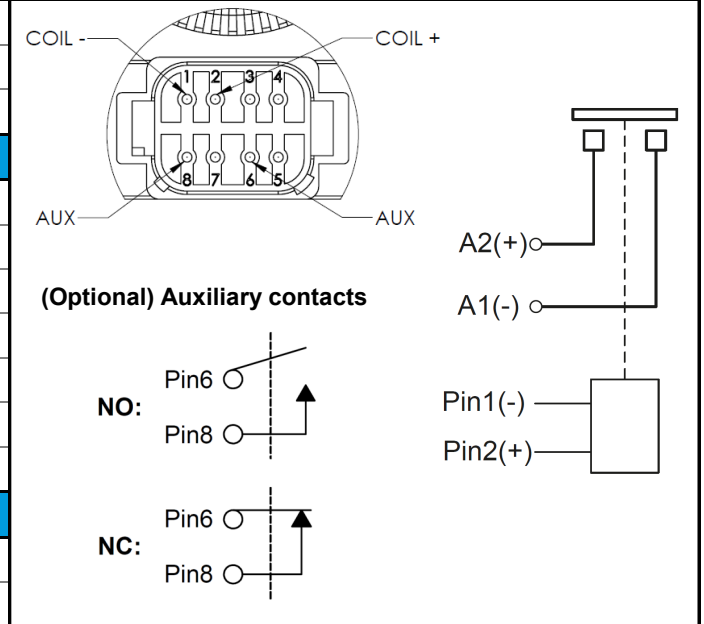 COIL -
COIL +
1 2 3 4
8 7 6 5
AUX
AUX
A2(+)
A1(-)
(Optional) Auxiliary contacts
Pin6
NO:
Pin8
Pin1(-)
Pin2(+)
Pin6
NC:
Pin8